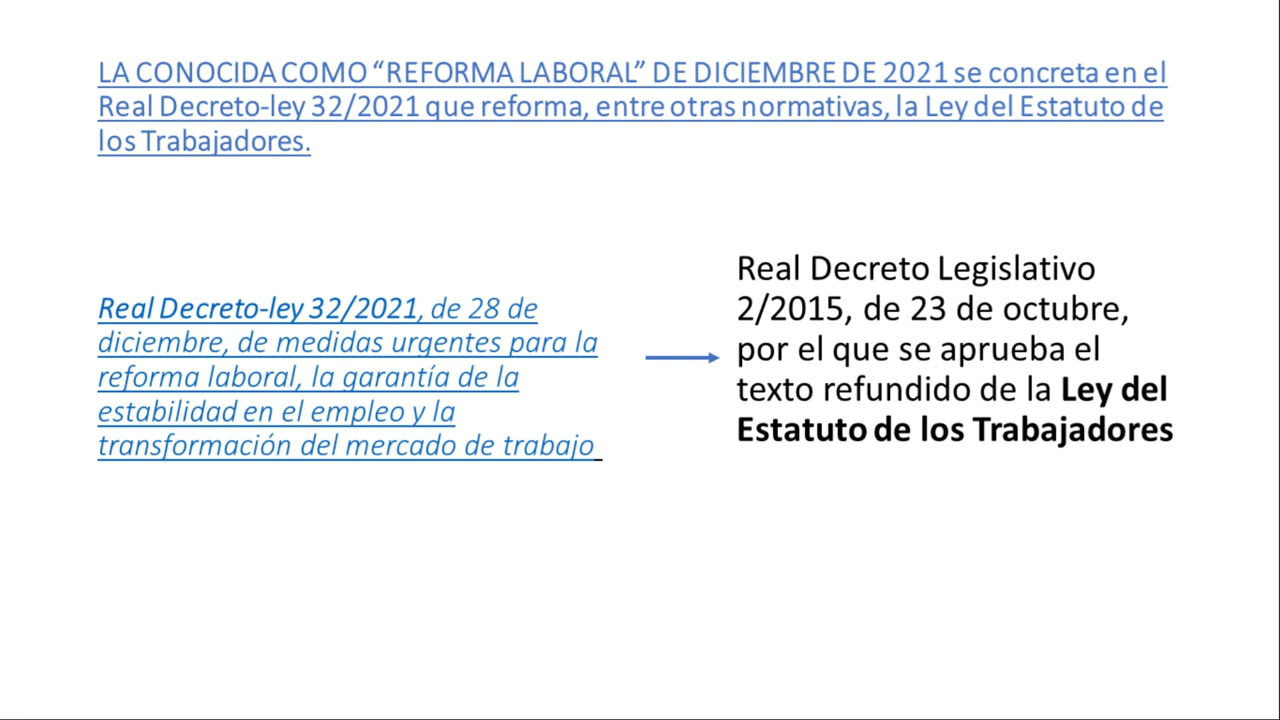 LA CONOCIDA COMO “REFORMA LABORAL” DE DICIEMBRE DE 2021 se concreta en el
Real Decreto-ley 32/2021 que reforma, entre otras normativas, la Ley del Estatuto de
los Trabajadores.
Real Decreto-ley 32/2021, de 28 de
diciembre, de medidas urgentes para la
reforma laboral, la garantía de la
estabilidad en el empleo y la
transformación del mercado de trabajo
Real Decreto Legislativo
2/2015, de 23 de octubre,
por el que se aprueba el
texto refundido de la Ley del
Estatuto de los Trabajadores